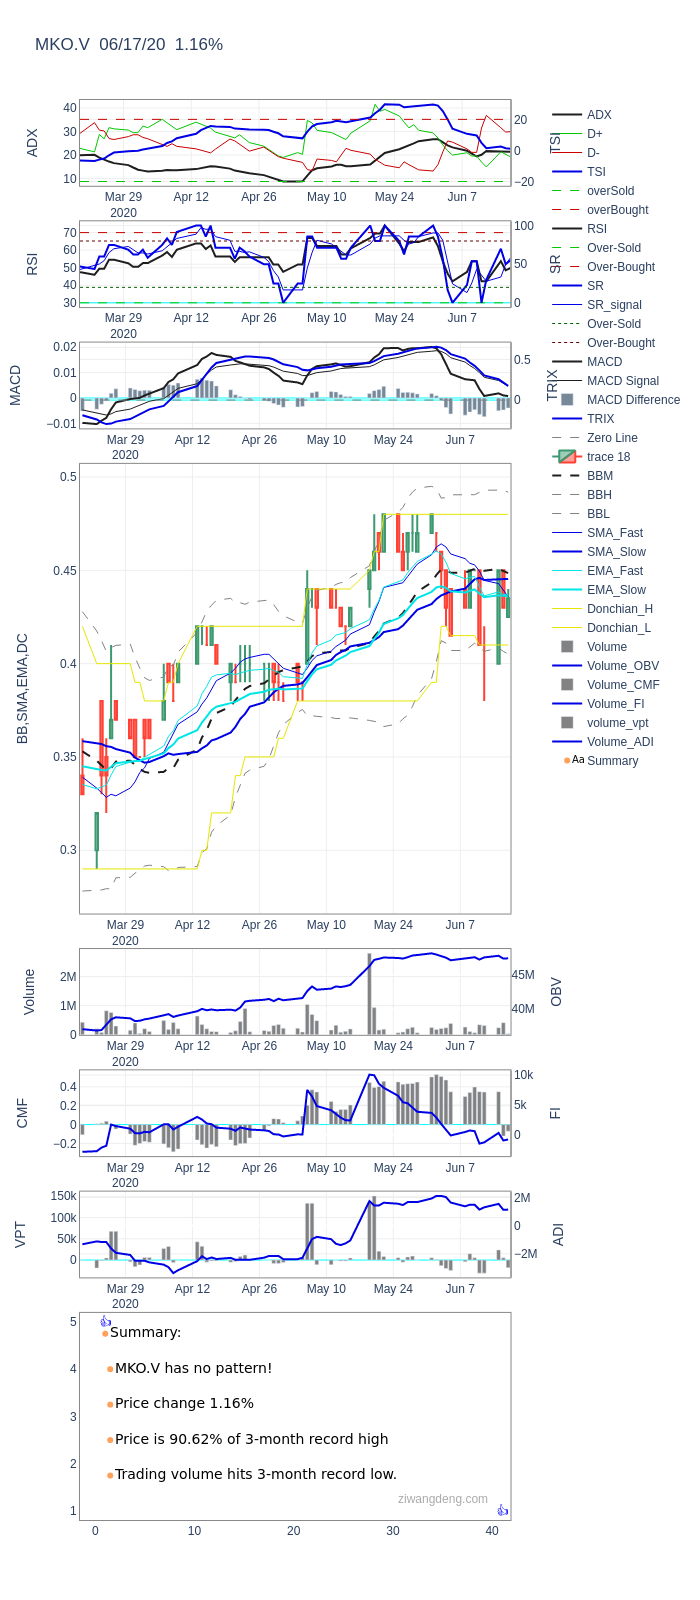 MKO.V  06/17/20  1.16%
40
30
20
10
ADX
20
0
−20
TSI
Mar 29
2020
Apr 12
Apr 26
May 10
May 24
Jun 7
70
60
50
40
30
RSI
100
50
0
SR
Mar 29
2020
Apr 12
Apr 26
May 10
May 24
Jun 7
0.02
0.01
0
−0.01
MACD
0.5
0
TRIX
Mar 29
2020
Apr 12
Apr 26
May 10
May 24
Jun 7
0.5
0.45
0.4
0.35
0.3
BB,SMA,EMA,DC
Mar 29
2020
Apr 12
Apr 26
May 10
May 24
Jun 7
2M
1M
0
Volume
45M
40M
OBV
Mar 29
2020
Apr 12
Apr 26
May 10
May 24
Jun 7
0.4
0.2
0
−0.2
CMF
10k
5k
0
FI
Mar 29
2020
Apr 12
Apr 26
May 10
May 24
Jun 7
150k
100k
50k
0
VPT
2M
0
−2M
ADI
Mar 29
2020
Apr 12
Apr 26
May 10
May 24
Jun 7
5
4
3
2
1
👍
Summary:
MKO.V has no pattern!
Price change 1.16%
Price is 90.62% of 3-month record high
Trading volume hits 3-month record low.
ziwangdeng.com
👍
0
10
20
30
40
ADX
D+
D-
TSI
overSold
overBought
RSI
Over-Sold
Over-Bought
SR
SR_signal
Over-Sold
Over-Bought
MACD
MACD Signal
MACD Difference
TRIX
Zero Line
trace 18
BBM
BBH
BBL
SMA_Fast
SMA_Slow
EMA_Fast
EMA_Slow
Donchian_H
Donchian_L
Volume
Volume_OBV
Volume_CMF
Volume_FI
volume_vpt
Volume_ADI
Aa Summary